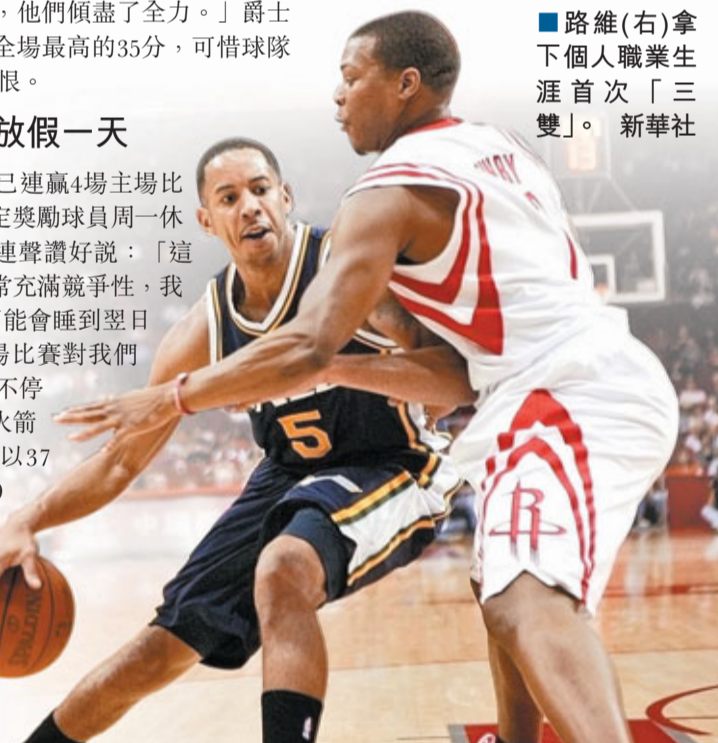 ，他們傾盡了全力。」爵士
全場最高的35分，可惜球隊
恨。
放假一天
已連贏4場主場比
定獎勵球員周一休
連聲讚好説：「這
常充滿競爭性，我
能會睡到翌日
場比賽對我們
不停
火箭
以37
）
■路維(右)拿
下個人職業生
涯首次「三
雙」。 新華社
WAY
5
R
SPALDING